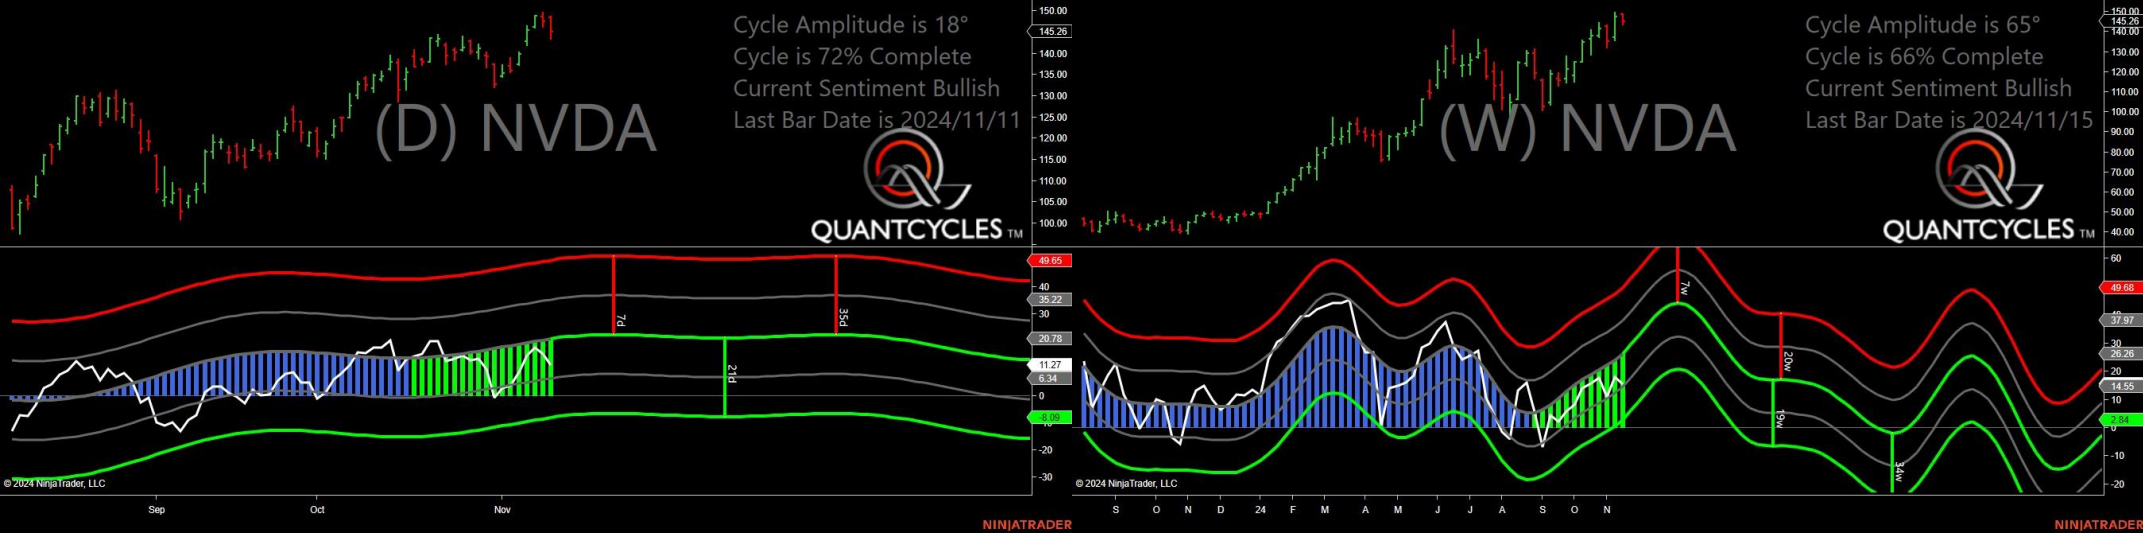 Cycle Amplitude is 18°
Cycle is 72% Complete
Current Sentiment Bullish
Last Bar Date is 2024/11/11
(D) NVDA
QUANTCYCLES TM
150.00
145.26
140.00
135.00
130.00
125.00
120.00
115.00
110.00
105.00
100.00
49.65
40
35.22
30
20.78
11.27
6.34
0
-8.09
-20
-30
7d
21d
35d
© 2024 NinjaTrader, LLC
Sep Oct Nov
NINJATRADER
Cycle Amplitude is 65°
Cycle is 66% Complete
Current Sentiment Bullish
Last Bar Date is 2024/11/15
(W) NVDA
QUANTCYCLES TM
150.00
145.26
140.00
130.00
120.00
110.00
100.00
90.00
80.00
70.00
60.00
50.00
40.00
60
49.68
37.97
30
26.26
20
14.55
10
2.84
0
-10
-20
7w
20w
19w
34w
© 2024 NinjaTrader, LLC
S O N D 24 F M A M J J A S O N
NINJATRADER